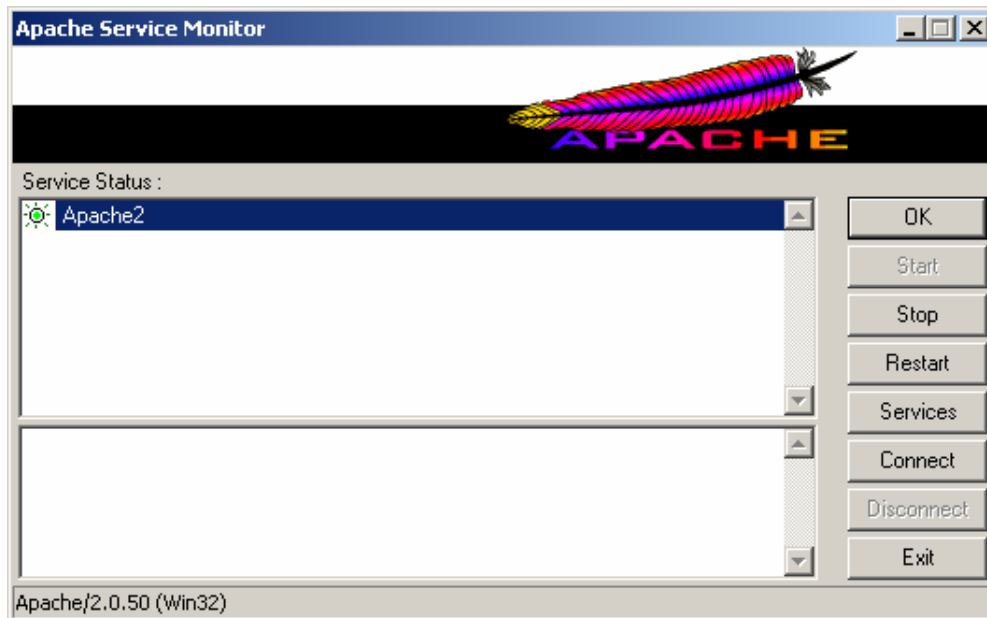 Apache Service Monitor
APACHE
Service Status :
Apache2
OK
Start
Stop
Restart
Services
Connect
Disconnect
Exit
Apache/2.0.50 (Win32)